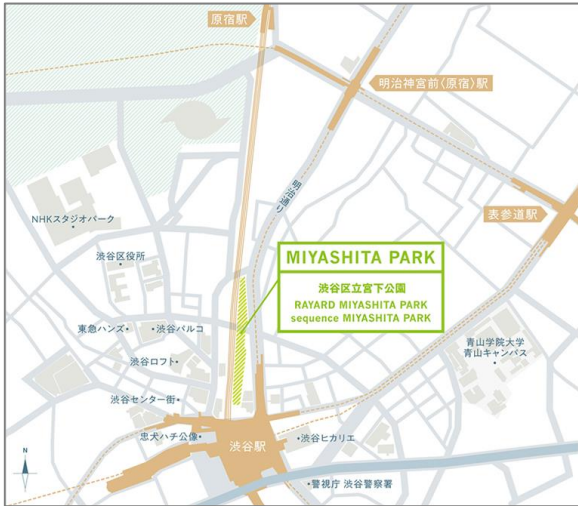 原宿駅
明治神宮前〈原宿〉駅
明治通り
表参道駅
NHKスタジオパーク
渋谷区役所
MIYASHITA PARK
渋谷区立宮下公園
RAYARD MIYASHITA PARK
sequence MIYASHITA PARK
東急ハンズ
渋谷パルコ
渋谷ロフト
青山学院大学
青山キャンパス
渋谷センター街
忠犬ハチ公像
渋谷駅
渋谷ヒカリエ
警視庁 渋谷警察署
N